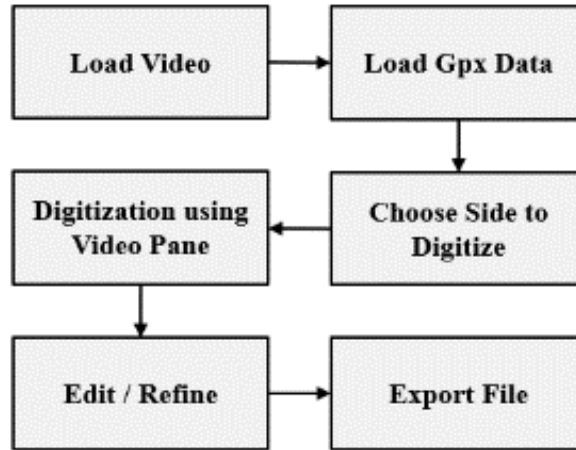 Load Video
Load Gpx Data
Choose Side to
Digitize
Digitization using
Video Pane
Edit / Refine
Export File